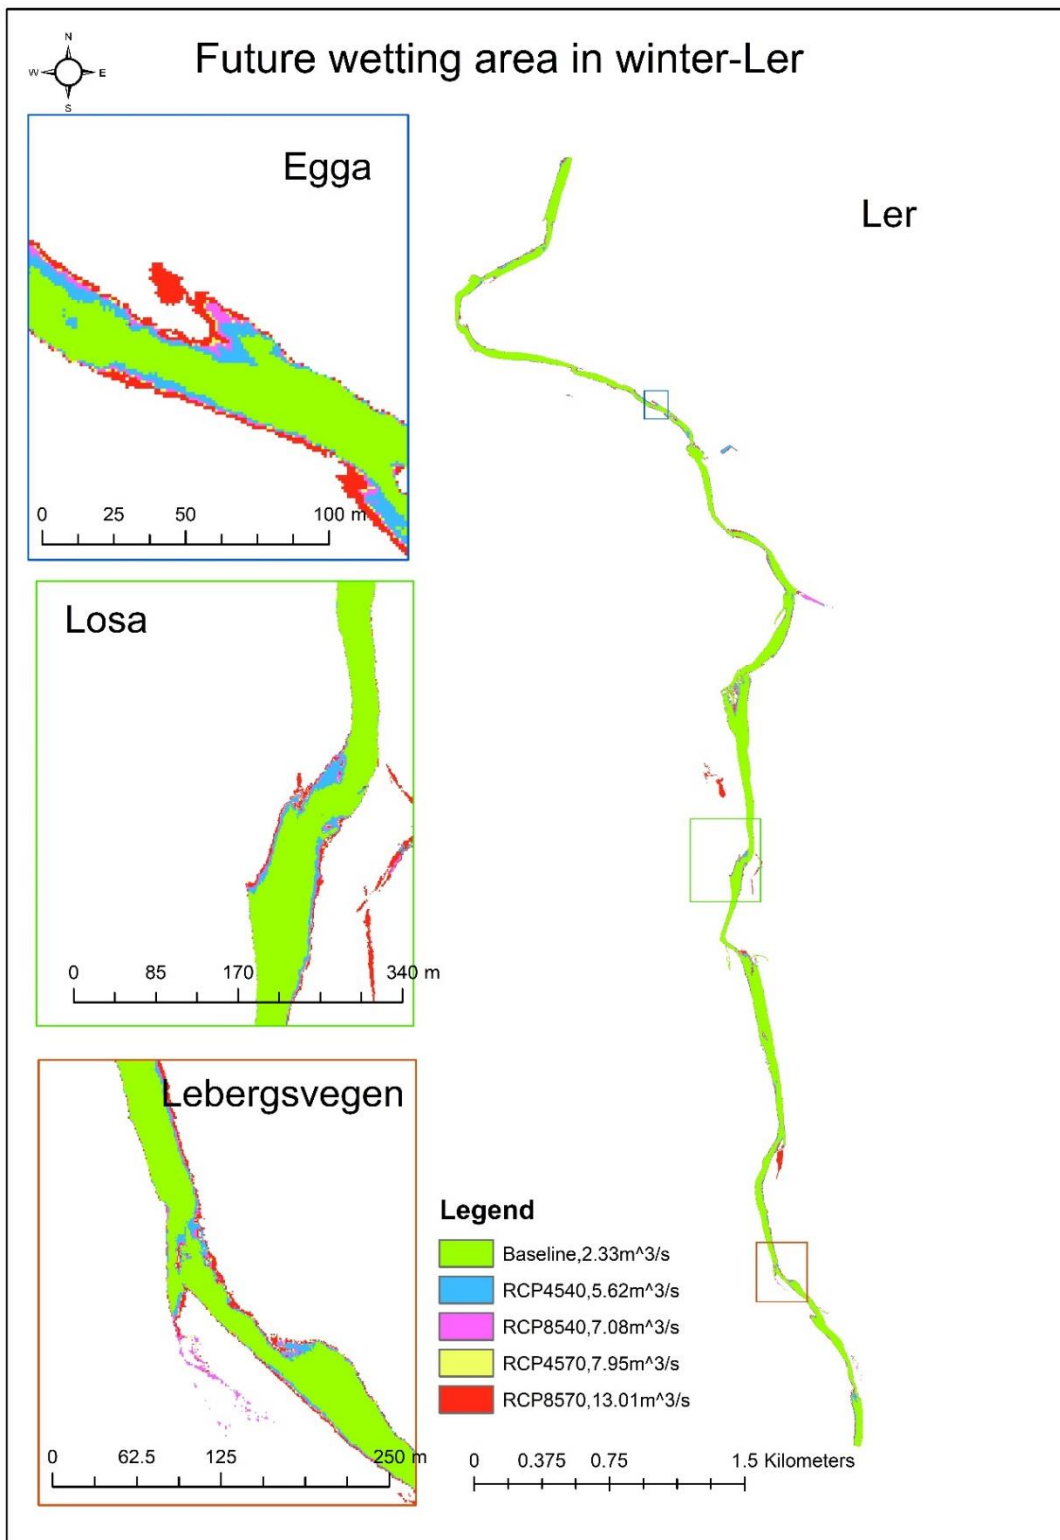 Future wetting area in winter-Ler
N
W
E
S
Egga
0 25 50 100 m
Ler
Losa
0 85 170 340 m
Lebergsvegen
0 62.5 125 250 m
Legend
Baseline,2.33m^3/s
RCP4540,5.62m^3/s
RCP8540,7.08m^3/s
RCP4570,7.95m^3/s
RCP8570,13.01m^3/s
0 0.375 0.75 1.5 Kilometers